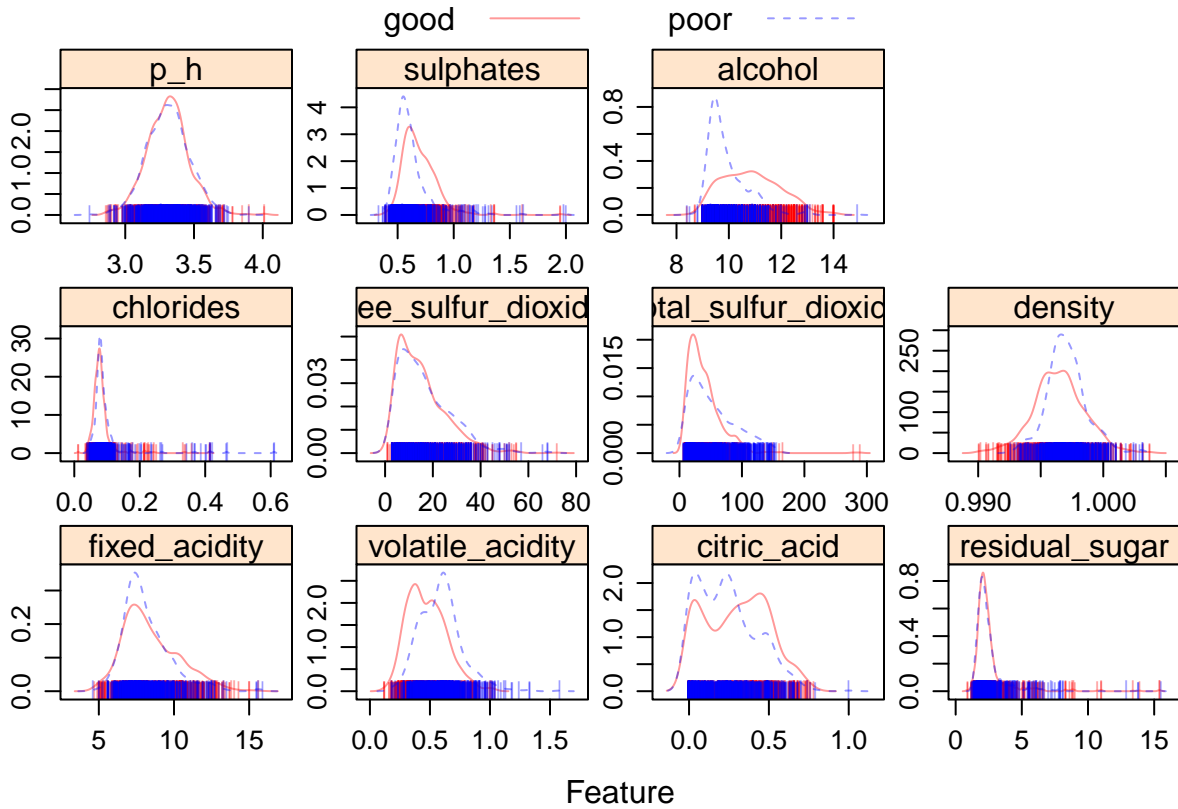 good poor
p_h sulphates alcohol
0.0 1.0 2.0
0 1 2 3 4
0.0 0.4 0.8
3.0 3.5 4.0
0.5 1.0 1.5 2.0
8 10 12 14
chlorides ee_sulfur_dioxid otal_sulfur_dioxic density
0 10 20 30
0.00 0.03
0.000 0.015
0 100 250
0.0 0.2 0.4 0.6
0 20 40 60 80
0 100 200 300
0.990 1.000
fixed_acidity volatile_acidity citric_acid residual_sugar
0.0 0.2
0.0 1.0 2.0
0.0 1.0 2.0
0.0 0.4 0.8
5 10 15
0.0 0.5 1.0 1.5
0.0 0.5 1.0
0 5 10 15
Feature